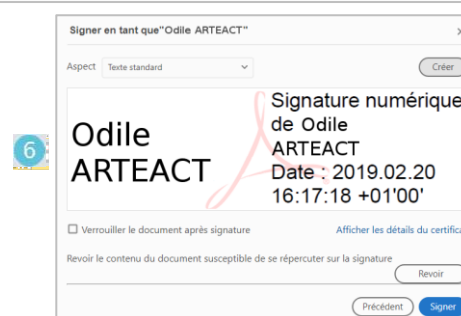 Signer en tant que"Odile ARTEACT"
Aspect Texte standard
Créer
Odile
ARTEACT
Signature numérique
de Odile
ARTEACT
Date : 2019.02.20
16:17:18 +01'00'
6
Verrouiller le document après signature
Afficher les détails du certifica
Revoir le contenu du document susceptible de se répercuter sur la signature
Revoir
Précédent Signer